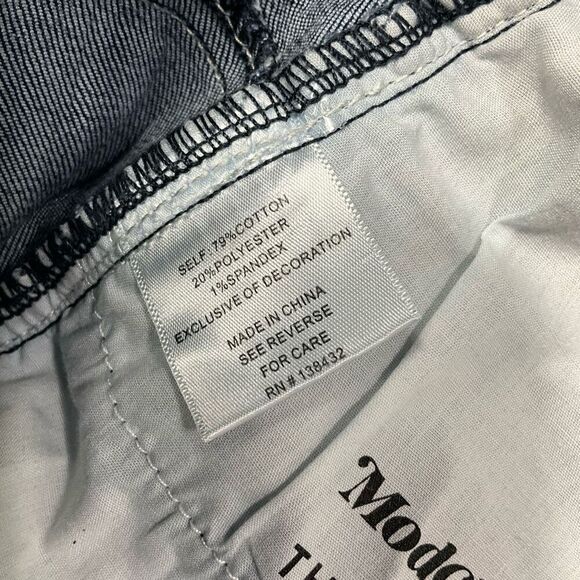 SELF: 79%COTTON
20%POLYESTER
1%SPANDEX
EXCLUSIVE OF DECORATION
MADE IN CHINA
SEE REVERSE
FOR CARE
RN # 138432